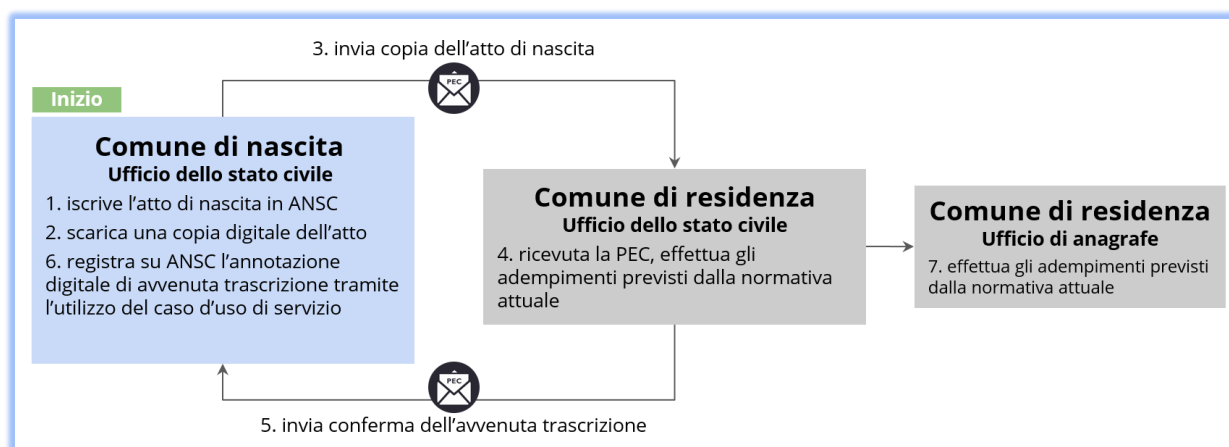 3. invia copia dell'atto di nascita
PEC
Inizio
Comune di nascita
Ufficio dello stato civile
1. iscrive l'atto di nascita in ANSC
2. scarica una copia digitale dell'atto
6. registra su ANSC l'annotazione
digitale di avvenuta trascrizione tramite
l'utilizzo del caso d'uso di servizio
Comune di residenza
Ufficio dello stato civile
4. ricevuta la PEC, effettua gli
adempimenti previsti dalla normativa
attuale
Comune di residenza
Ufficio di anagrafe
7. effettua gli adempimenti previsti
dalla normativa attuale
PEC
5. invia conferma dell'avvenuta trascrizione